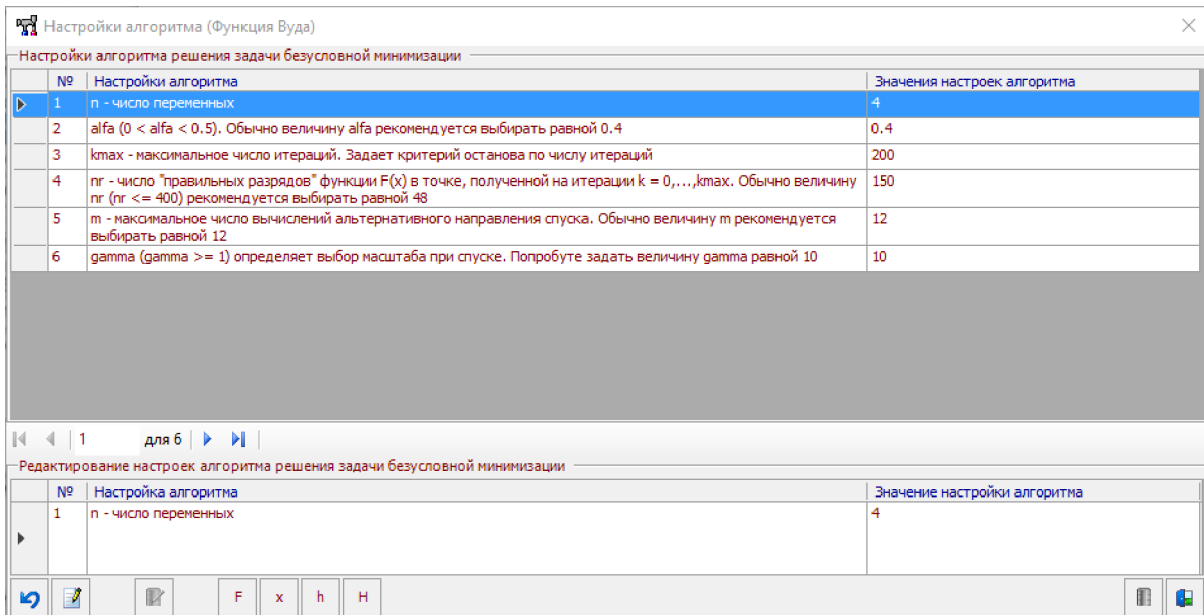 Настройки алгоритма (Функция Вуда)
Настройки алгоритма решения задачи безусловной минимизации
№ Настройки алгоритма Значения настроек алгоритма
1 n - число переменных 4
2 alfa (0 < alfa < 0.5). Обычно величину alfa рекомендуется выбирать равной 0.4 0.4
3 kmax - максимальное число итераций. Задает критерий останова по числу итераций 200
4 nr - число "правильных разрядов" функции F(x) в точке, полученной на итерации k = 0,...,kmax. Обычно величину 150
nr (nr <= 400) рекомендуется выбирать равной 48
5 m - максимальное число вычислений альтернативного направления спуска. Обычно величину m рекомендуется 12
выбирать равной 12
6 gamma (gamma >= 1) определяет выбор масштаба при спуске. Попробуте задать величину gamma равной 10 10
1 для 6
Редактирование настроек алгоритма решения задачи безусловной минимизации
№ Настройка алгоритма Значение настройки алгоритма
1 n - число переменных 4
F x h H